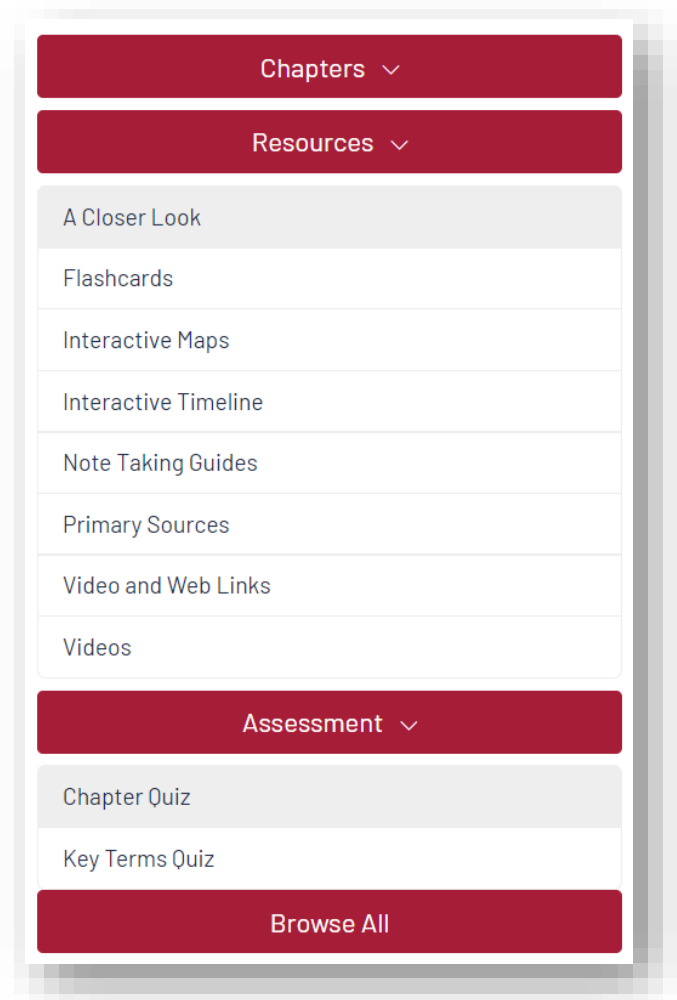 Chapters
Resources
A Closer Look
Flashcards
Interactive Maps
Interactive Timeline
Note Taking Guides
Primary Sources
Video and Web Links
Videos
Assessment
Chapter Quiz
Key Terms Quiz
Browse All